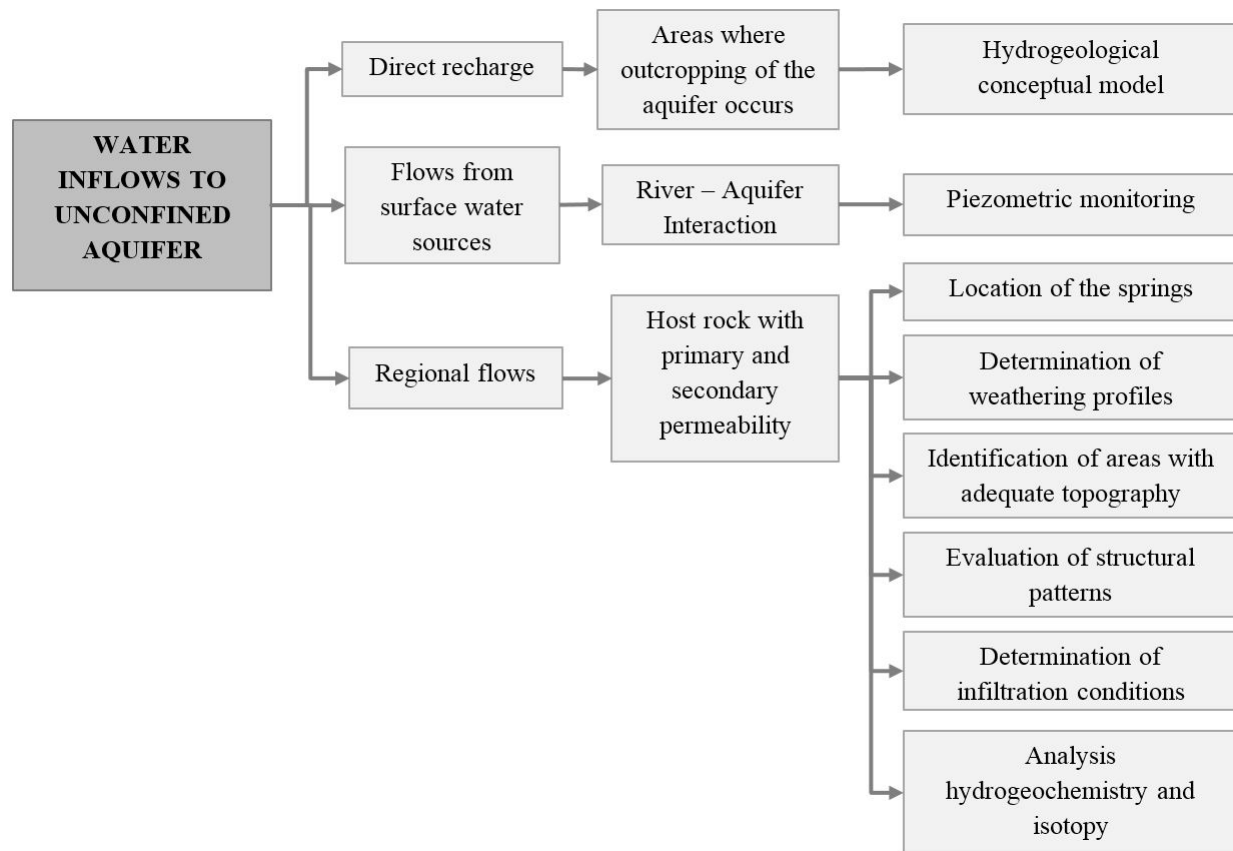 WATER
INFLOWS TO
UNCONFINED
AQUIFER
Direct recharge
Areas where
outcropping of the
aquifer occurs
Hydrogeological
conceptual model
Flows from
surface water
sources
River – Aquifer
Interaction
Piezometric monitoring
Regional flows
Host rock with
primary and
secondary
permeability
Location of the springs
Determination of
weathering profiles
Identification of areas with
adequate topography
Evaluation of structural
patterns
Determination of
infiltration conditions
Analysis
hydrogeochemistry and
isotopy